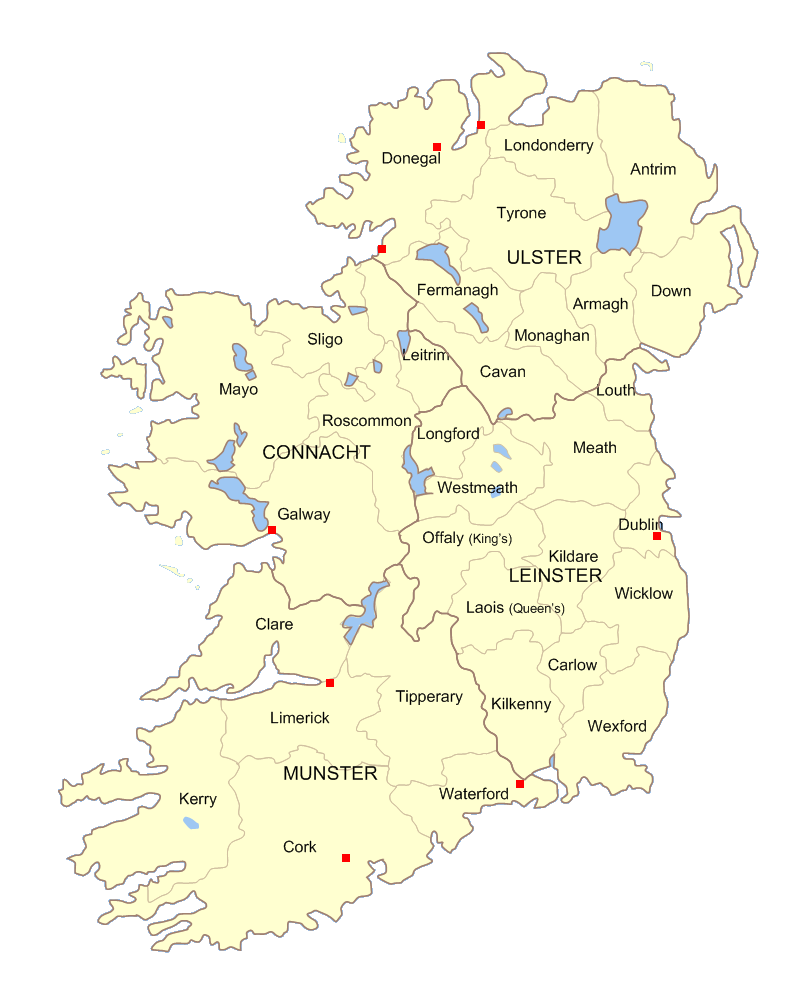 Londonderry
Donegal
Antrim
Tyrone
ULSTER
Fermanagh
Down
Armagh
Monaghan
Sligo
Leitrim
Cavan
Mayo
Louth
Roscommon
Longford
Meath
CONNACHT
Westmeath
Galway
Dublin
Offaly (King's)
Kildare
LEINSTER
Wicklow
Laois (Queen's)
Clare
Carlow
Tipperary
Kilkenny
Limerick
Wexford
MUNSTER
Waterford
Kerry
Cork